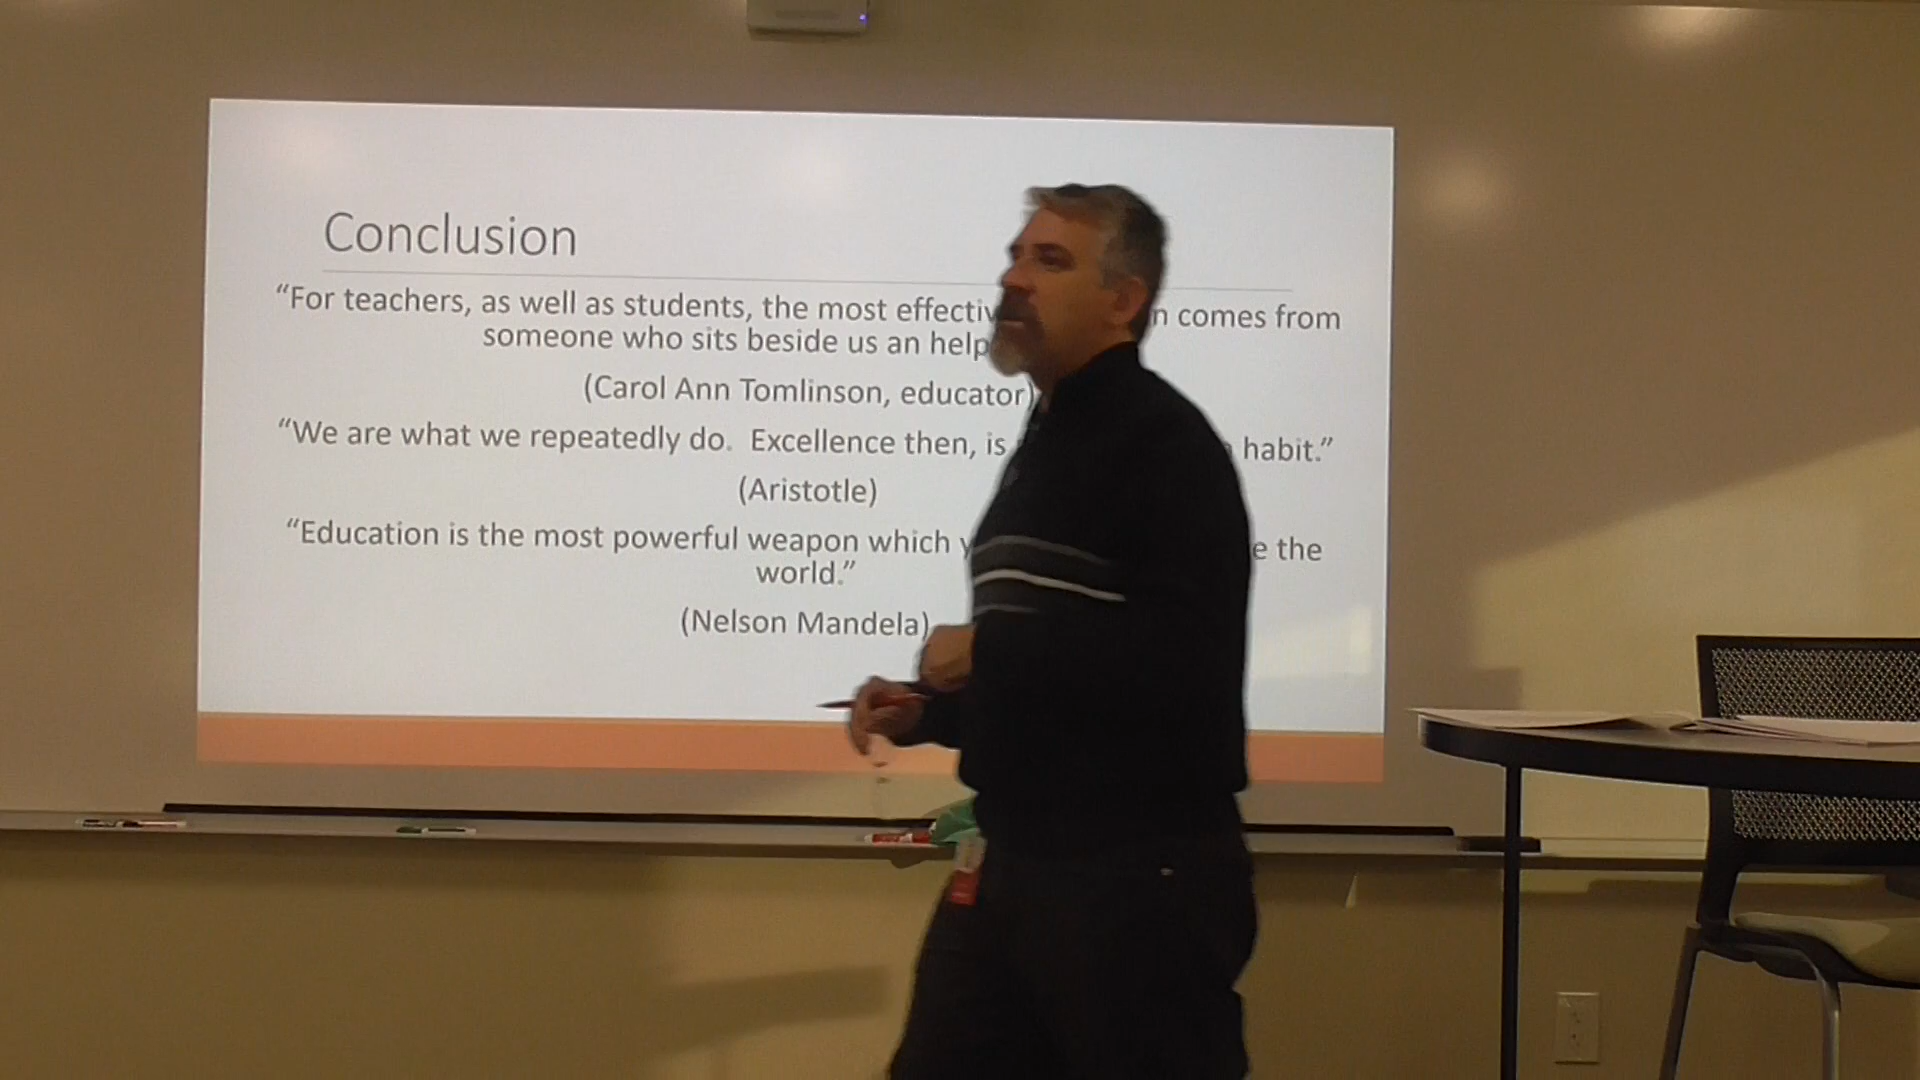 Conclusion
“For teachers, as well as students, the most effectiv n comes from
someone who sits beside us an help
(Carol Ann Tomlinson, educator)
“We are what we repeatedly do. Excellence then, is habit.”
(Aristotle)
“Education is the most powerful weapon which y e the
world.”
(Nelson Mandela)